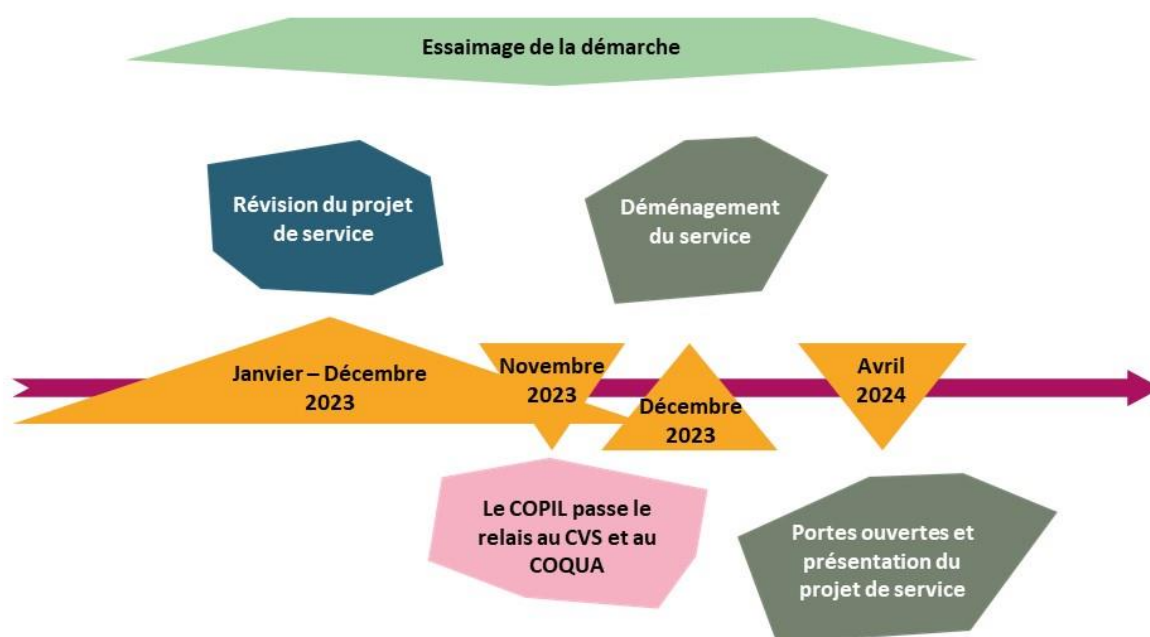 Essaimage de la démarche
Révision du projet
de service
Déménagement
du service
Janvier – Décembre
2023
Novembre
2023
Décembre
2023
Avril
2024
Le COPIL passe le
relais au CVS et au
COQUA
Portes ouvertes et
présentation du
projet de service